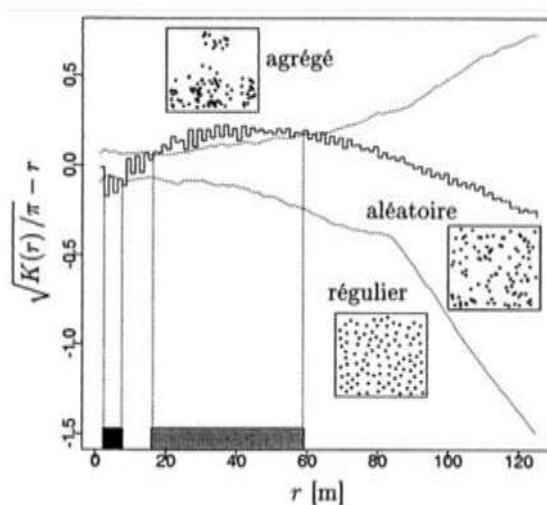 agrégé
aléatoire
régulier
0,5
0,0
-0,5
-1,0
-1,5
√K(r)/π − r
0
20
40
60
80
100
120
r [m]